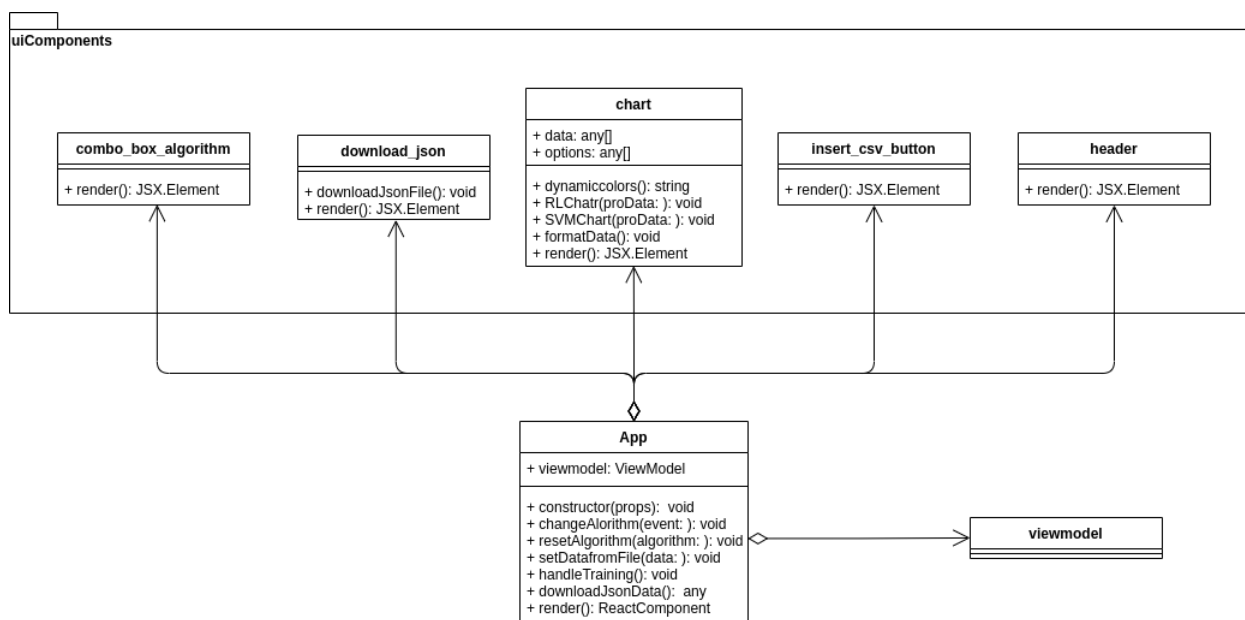 uiComponents
combo_box_algorithm
+ render(): JSX.Element
download_json
+ downloadJsonFile(): void
+ render(): JSX.Element
chart
+ data: any[]
+ options: any[]
+ dynamiccolors(): string
+ RLChatr(proData: ): void
+ SVMChart(proData: ): void
+ formatData(): void
+ render(): JSX.Element
insert_csv_button
+ render(): JSX.Element
header
+ render(): JSX.Element
App
+ viewmodel: ViewModel
+ constructor(props):  void
+ changeAlorithm(event: ): void
+ resetAlgorithm(algorithm: ): void
+ setDatafromFile(data: ): void
+ handleTraining(): void
+ downloadJsonData():  any
+ render(): ReactComponent
viewmodel